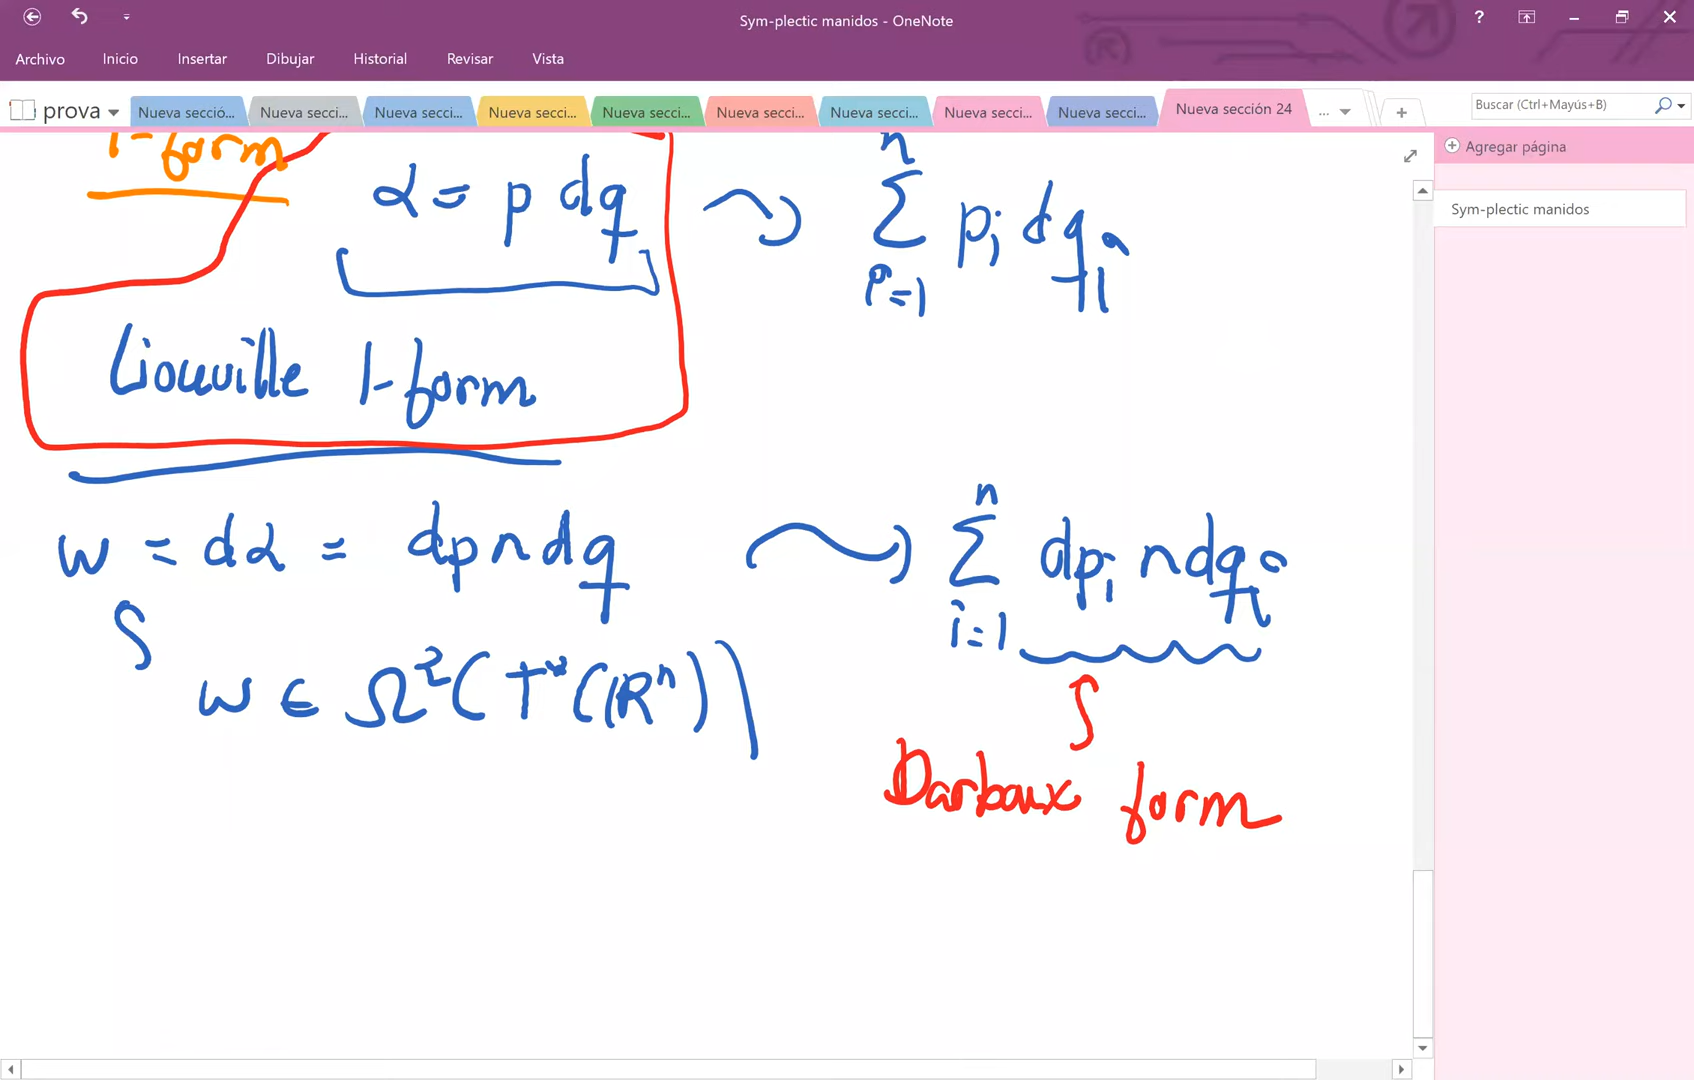 Sym-plectic manidos - OneNote
?
Archivo Inicio Insertar Dibujar Historial Revisar Vista
prova Nueva secció... Nueva secci... Nueva secci... Nueva secci... Nueva secci... Nueva secci... Nueva secci... Nueva secci... Nueva secci... Nueva sección 24 ... + Buscar (Ctrl+Mayús+B)
Agregar página
Sym-plectic manidos
1-form
α = p dq ⤳ ∑_{i=1}^{n} p_i dq_i
Liouville 1-form
ω = dα = dp ∧ dq ⤳ ∑_{i=1}^{n} dp_i ∧ dq_i
ω ∈ Ω²(T*(ℝⁿ))
Darboux form